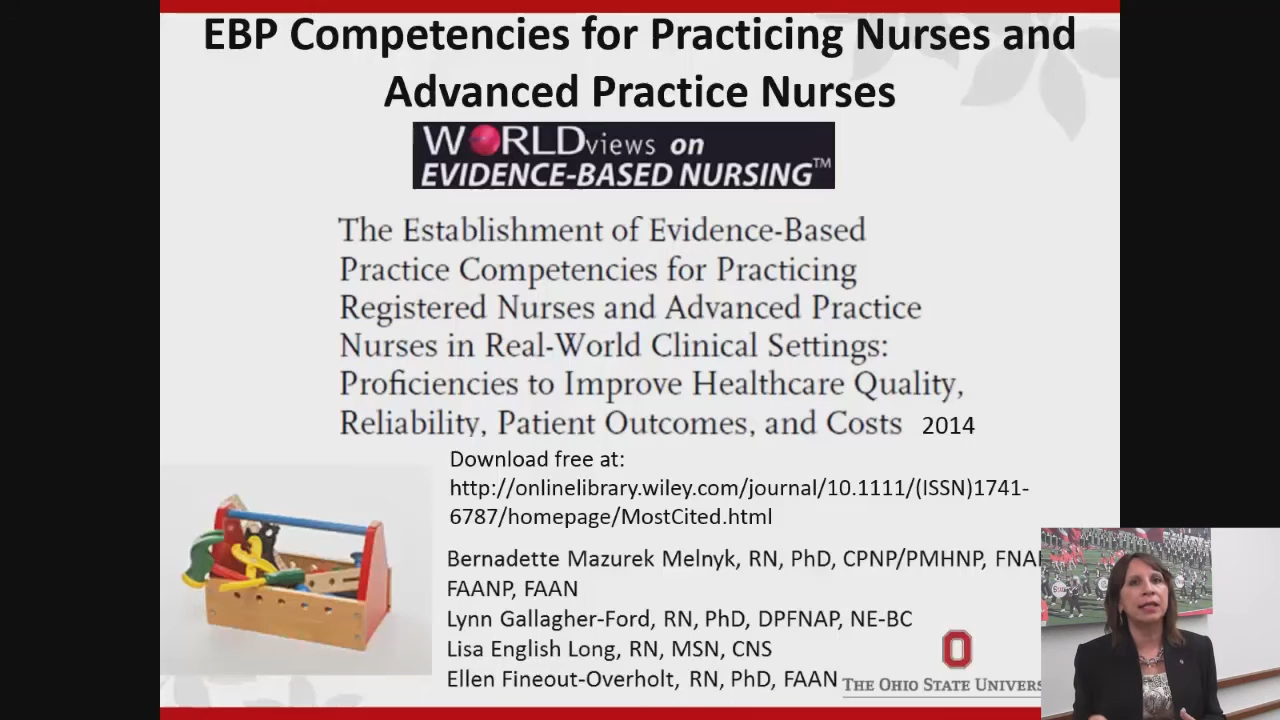 EBP Competencies for Practicing Nurses and
Advanced Practice Nurses
WORLDviews on
EVIDENCE-BASED NURSING™
The Establishment of Evidence-Based
Practice Competencies for Practicing
Registered Nurses and Advanced Practice
Nurses in Real-World Clinical Settings:
Proficiencies to Improve Healthcare Quality,
Reliability, Patient Outcomes, and Costs 2014
Download free at:
http://onlinelibrary.wiley.com/journal/10.1111/(ISSN)1741-
6787/homepage/MostCited.html
Bernadette Mazurek Melnyk, RN, PhD, CPNP/PMHNP, FNA
FAANP, FAAN
Lynn Gallagher-Ford, RN, PhD, DPFNAP, NE-BC
Lisa English Long, RN, MSN, CNS
Ellen Fineout-Overholt, RN, PhD, FAAN
THE OHIO STATE UNIVERS